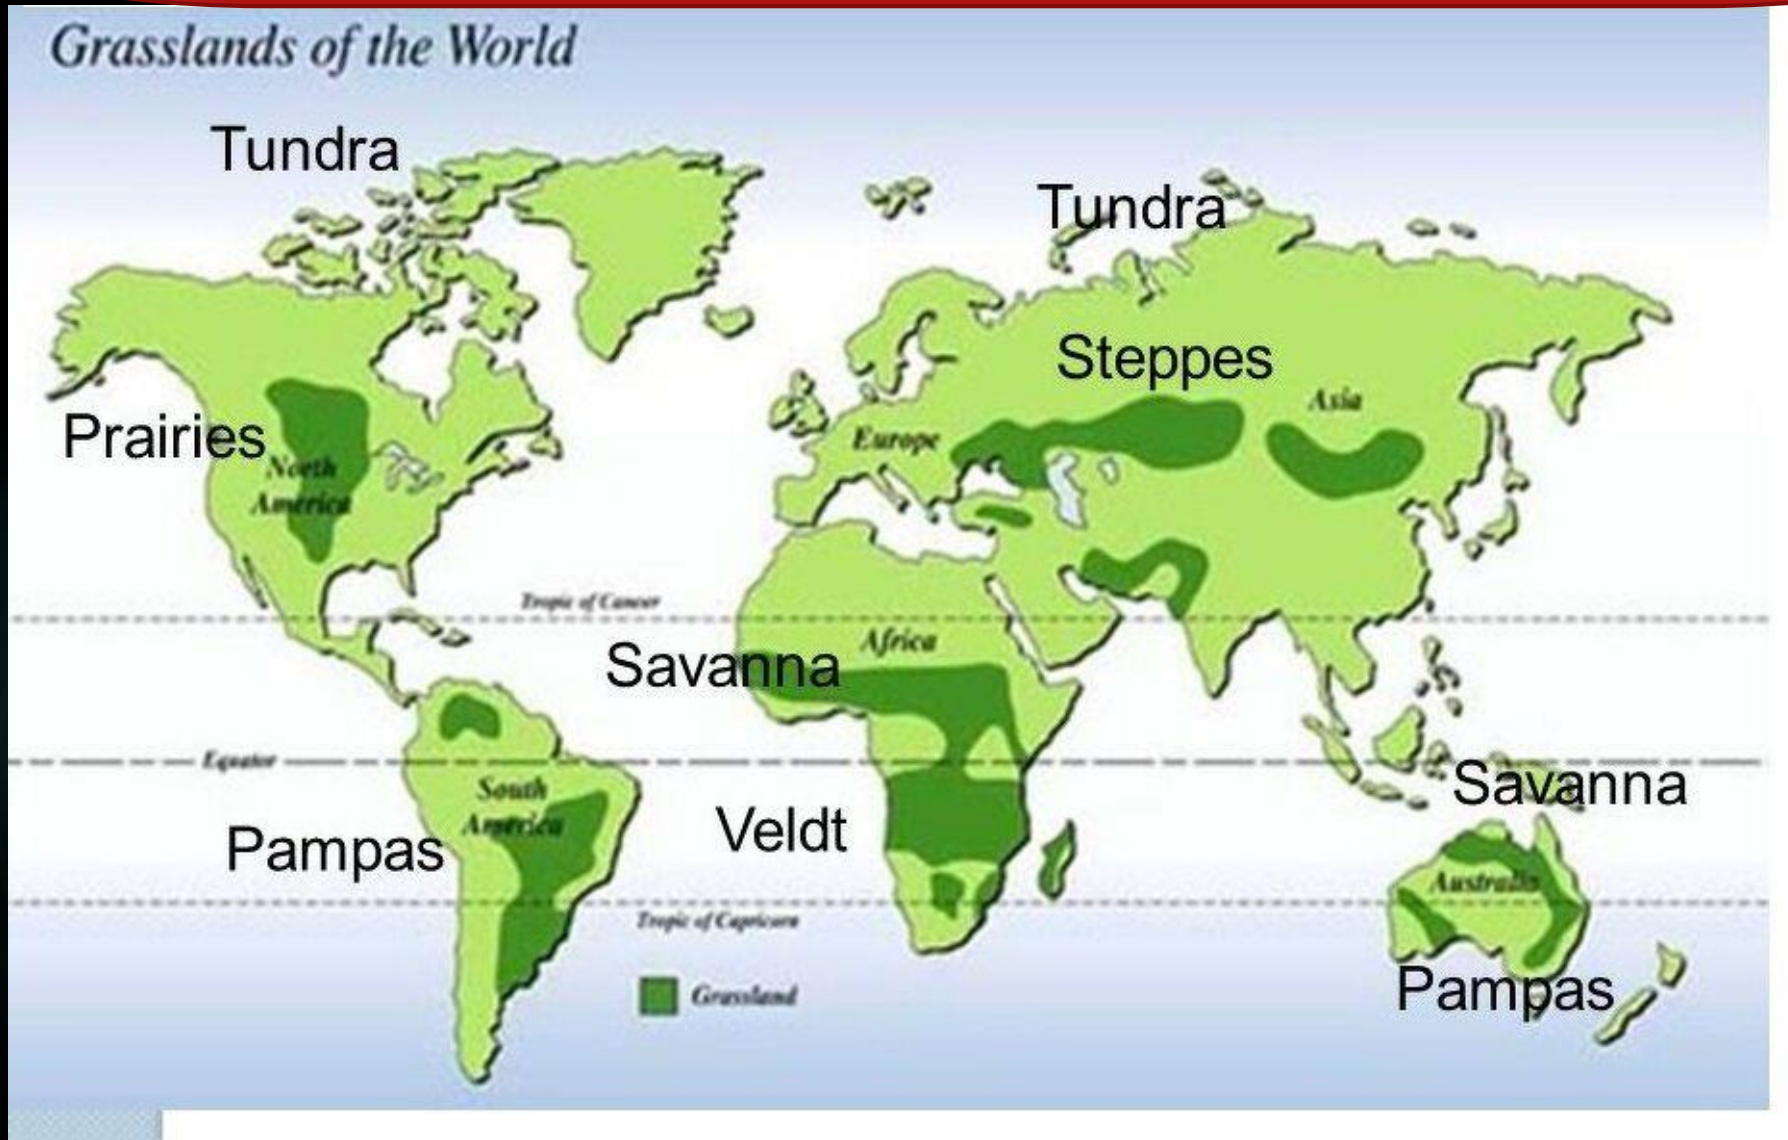 Grasslands of the World
Tundra
Tundra
Steppes
Asia
Prairies
Europe
North
America
Tropic of Cancer
Africa
Savanna
Equator
South
America
Savanna
Pampas
Veldt
Australia
Tropic of Capricorn
Grassland
Pampas